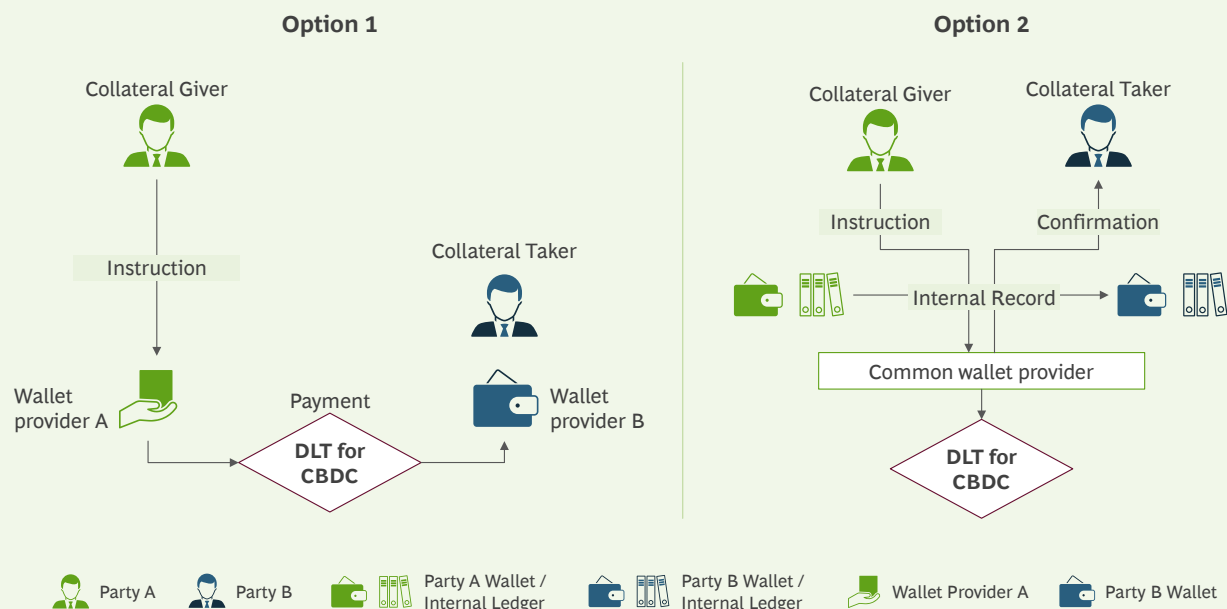 Option 1
Collateral Giver
Instruction
Collateral Taker
Wallet
provider A
Payment
DLT for
CBDC
Wallet
provider B
Option 2
Collateral Giver
Collateral Taker
Instruction
Confirmation
Internal Record
Common wallet provider
DLT for
CBDC
Party A
Party B
Party A Wallet /
Internal Ledger
Party B Wallet /
Internal Ledger
Wallet Provider A
Party B Wallet